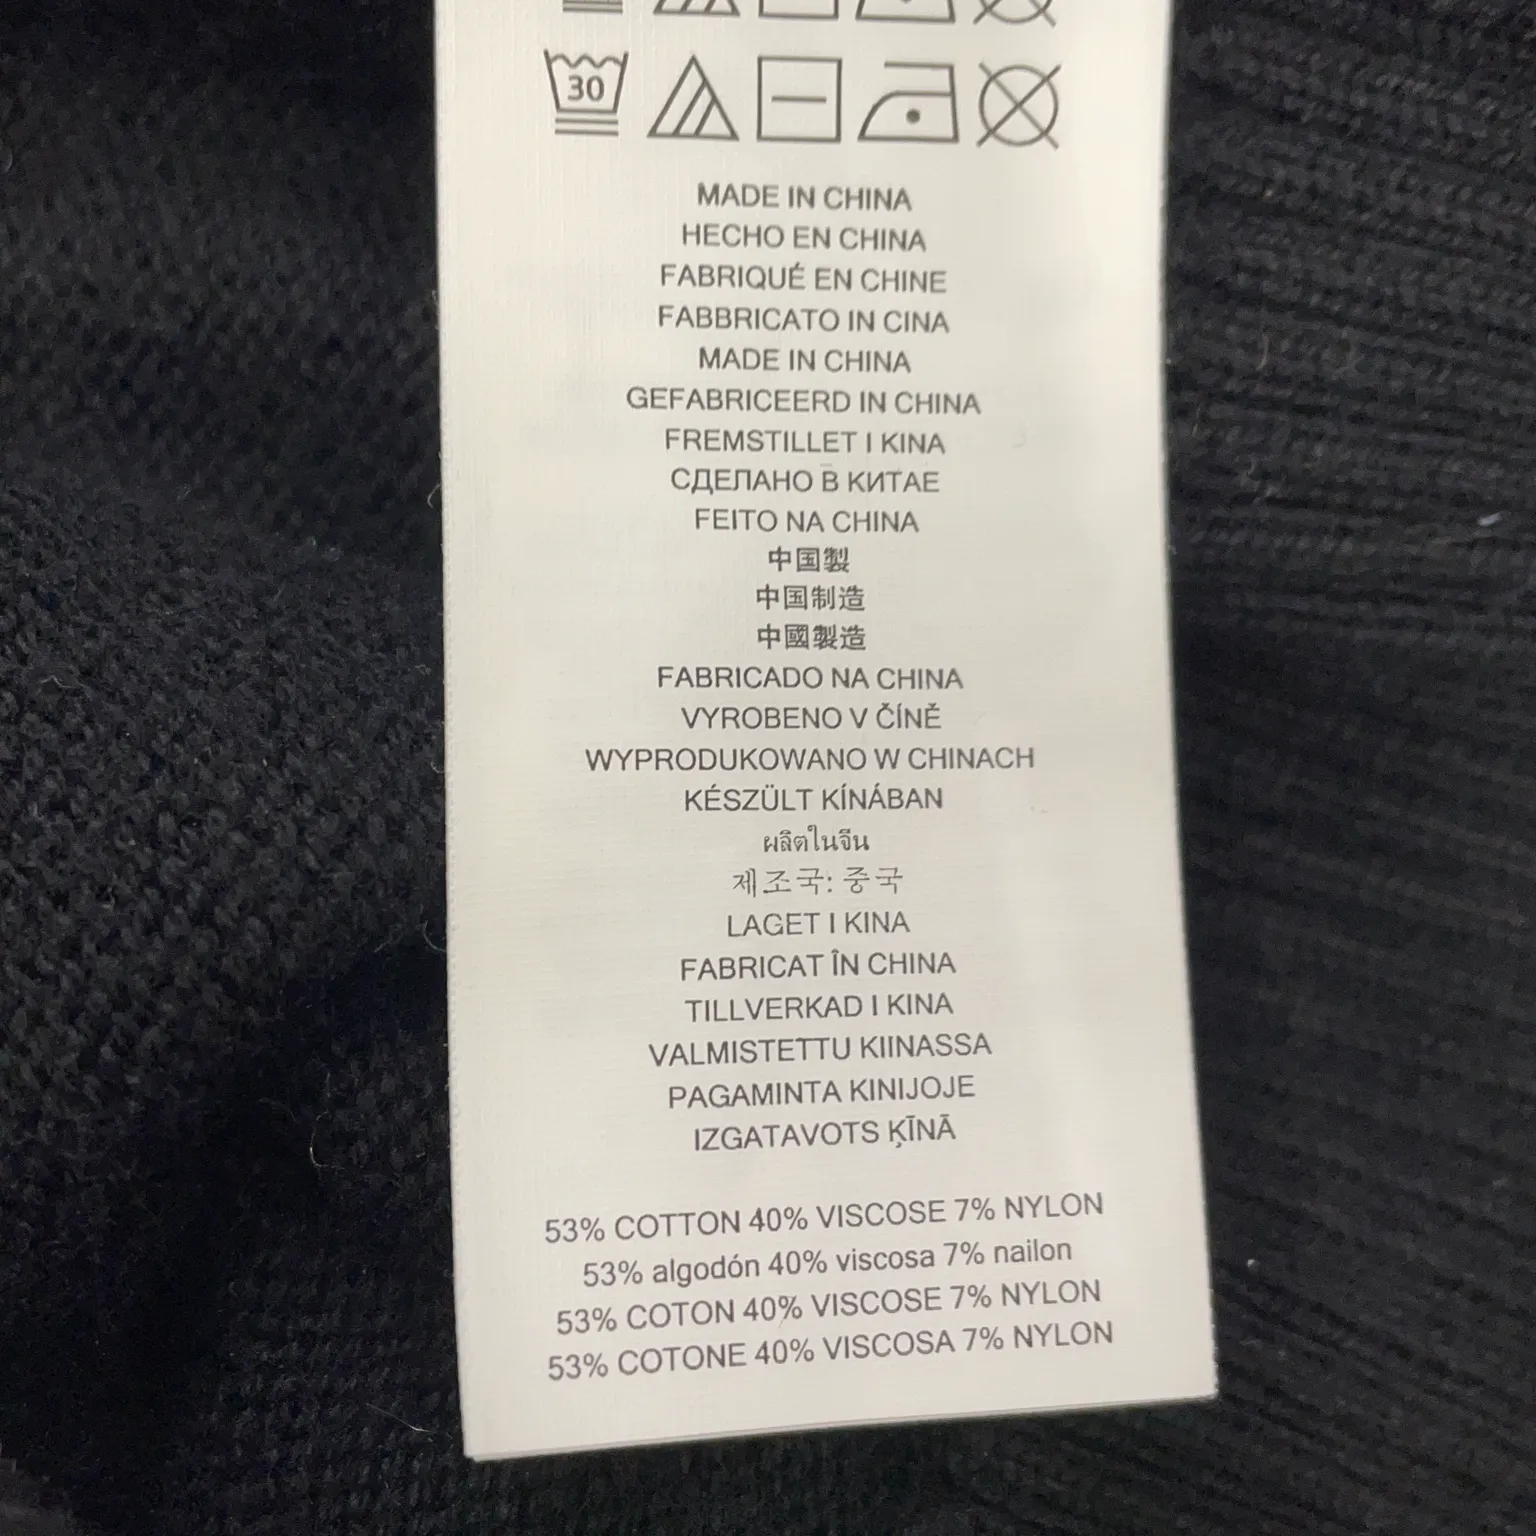 30
MADE IN CHINA
HECHO EN CHINA
FABRIQUÉ EN CHINE
FABBRICATO IN CINA
MADE IN CHINA
GEFABRICEERD IN CHINA
FREMSTILLET I KINA
СДЕЛАНО В КИТАЕ
FEITO NA CHINA
中国製
中国制造
中國製造
FABRICADO NA CHINA
VYROBENO V ČÍNĚ
WYPRODUKOWANO W CHINACH
KÉSZÜLT KÍNÁBAN
ผลิตในจีน
제조국: 중국
LAGET I KINA
FABRICAT ÎN CHINA
TILLVERKAD I KINA
VALMISTETTU KIINASSA
PAGAMINTA KINIJOJE
IZGATAVOTS ĶĪNĀ
53% COTTON 40% VISCOSE 7% NYLON
53% algodón 40% viscosa 7% nailon
53% COTON 40% VISCOSE 7% NYLON
53% COTONE 40% VISCOSA 7% NYLON